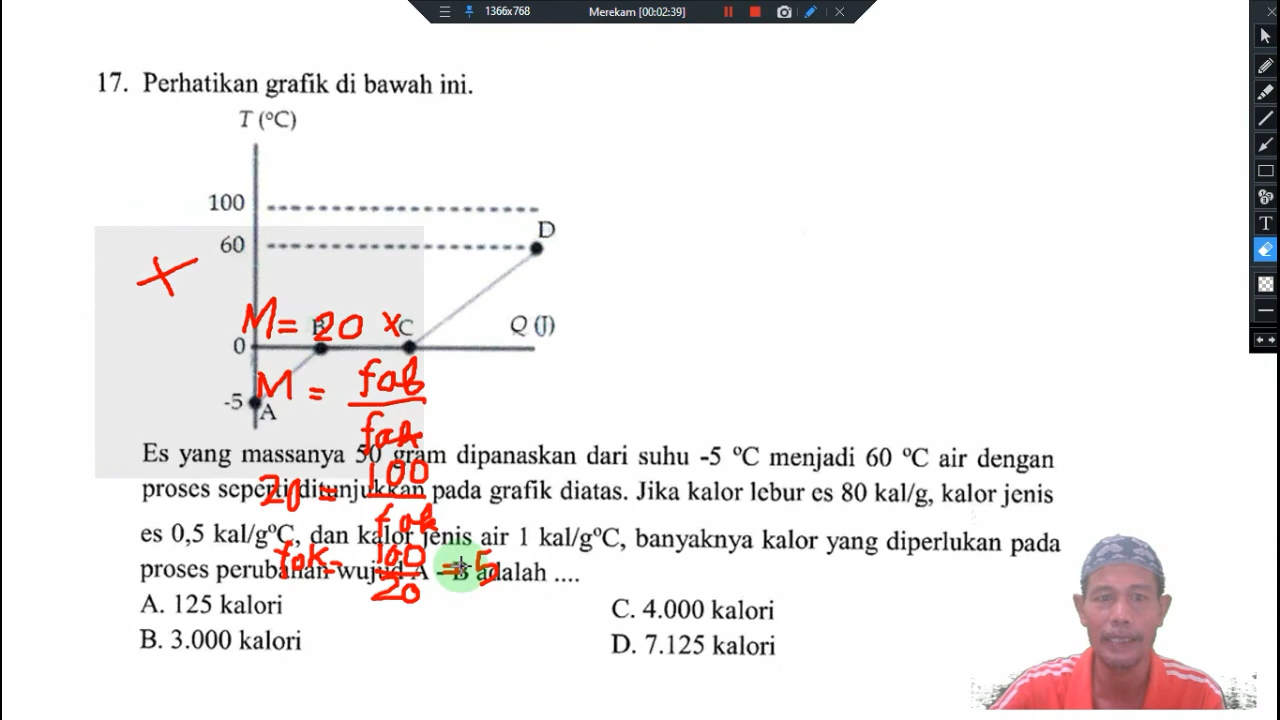 1366x768
Merekam [00:02:39]
17. Perhatikan grafik di bawah ini.
T (°C)
100
60
D
M = 20 x
B
C
Q (J)
0
M = fob
fok
-5
A
Es yang massanya 50 gram dipanaskan dari suhu -5 °C menjadi 60 °C air dengan
20 = 100
fok
proses seperti ditunjukkan pada grafik diatas. Jika kalor lebur es 80 kal/g, kalor jenis
es 0,5 kal/g°C, dan kalor jenis air 1 kal/g°C, banyaknya kalor yang diperlukan pada
fok = 100
20
= 5
proses perubahan wujud A - B adalah ....
A. 125 kalori
C. 4.000 kalori
B. 3.000 kalori
D. 7.125 kalori
T